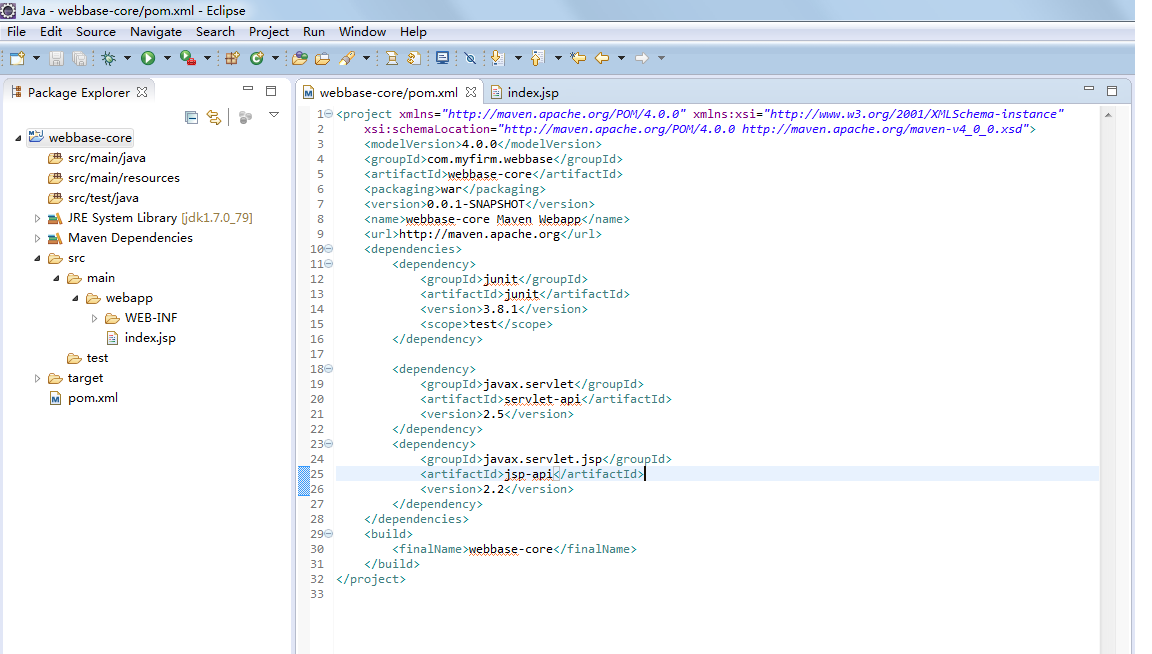 Java - webbase-core/pom.xml - Eclipse
File Edit Source Navigate Search Project Run Window Help
Package Explorer
webbase-core
src/main/java
src/main/resources
src/test/java
JRE System Library [jdk1.7.0_79]
Maven Dependencies
src
main
webapp
WEB-INF
index.jsp
test
target
pom.xml
webbase-core/pom.xml index.jsp
1 <project xmlns="http://maven.apache.org/POM/4.0.0" xmlns:xsi="http://www.w3.org/2001/XMLSchema-instance"
2 xsi:schemaLocation="http://maven.apache.org/POM/4.0.0 http://maven.apache.org/maven-v4_0_0.xsd">
3 <modelVersion>4.0.0</modelVersion>
4 <groupId>com.myfirm.webbase</groupId>
5 <artifactId>webbase-core</artifactId>
6 <packaging>war</packaging>
7 <version>0.0.1-SNAPSHOT</version>
8 <name>webbase-core Maven Webapp</name>
9 <url>http://maven.apache.org</url>
10 <dependencies>
11 <dependency>
12 <groupId>junit</groupId>
13 <artifactId>junit</artifactId>
14 <version>3.8.1</version>
15 <scope>test</scope>
16 </dependency>
17
18 <dependency>
19 <groupId>javax.servlet</groupId>
20 <artifactId>servlet-api</artifactId>
21 <version>2.5</version>
22 </dependency>
23 <dependency>
24 <groupId>javax.servlet.jsp</groupId>
25 <artifactId>jsp-api</artifactId>
26 <version>2.2</version>
27 </dependency>
28 </dependencies>
29 <build>
30 <finalName>webbase-core</finalName>
31 </build>
32 </project>
33